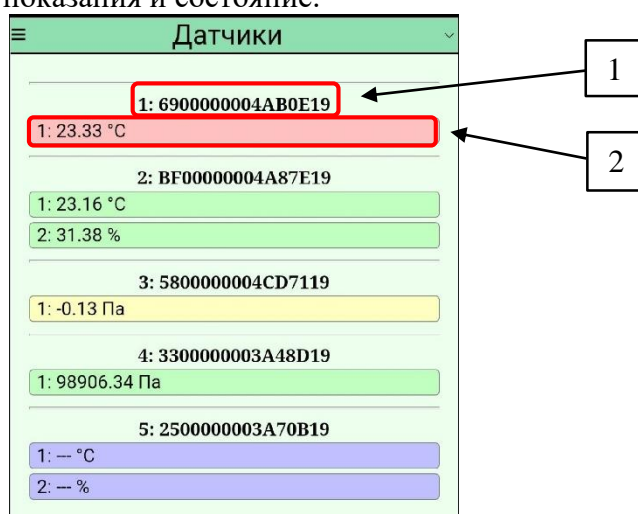 показания и состояние.
≡ Датчики
1: 6900000004AB0E19
1: 23.33 °C
2: BF00000004A87E19
1: 23.16 °C
2: 31.38 %
3: 5800000004CD7119
1: -0.13 Па
4: 3300000003A48D19
1: 98906.34 Па
5: 2500000003A70B19
1: --- °C
2: --- %
1
2